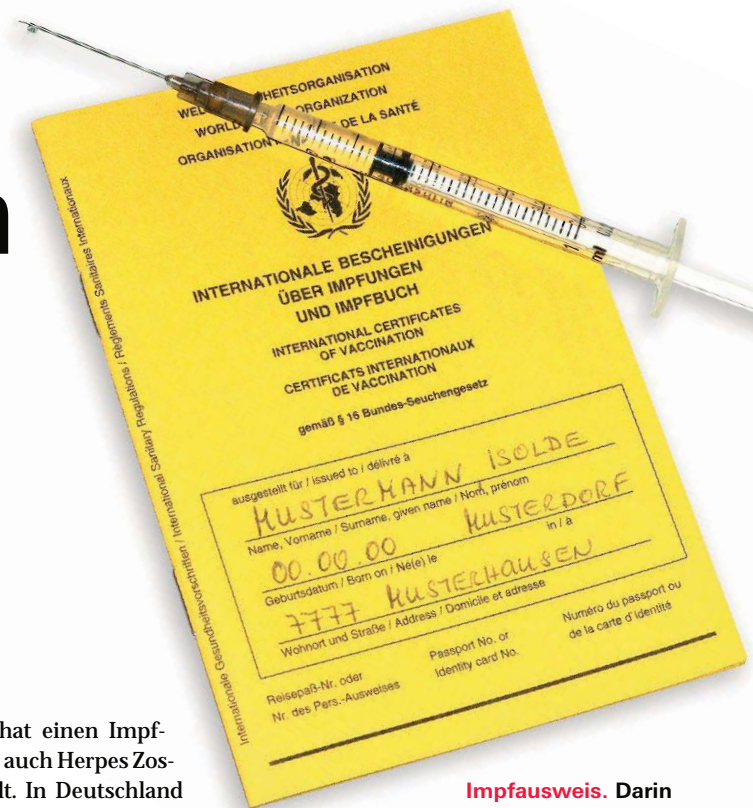 HEITSORGANISATION
ORGANIZATION
WORLD
DE LA SANTÉ
ORGANISATION
INTERNATIONALE BESCHEINIGUNGEN
ÜBER IMPFUNGEN
UND IMPFBUCH
INTERNATIONAL CERTIFICATES
OF VACCINATION
CERTIFICATS INTERNATIONAUX
DE VACCINATION
gemäß § 16 Bundes-Seuchengesetz
ausgestellt für / issued to / délivré à
MUSTERMANN ISOLDE
Name, Vorname / Surname, given name / Nom, prénom
00.00.00 MUSTERDORF
Geburtsdatum / Born on / Né(e) le in / à
7777 MUSTERHAUSEN
Wohnort und Straße / Address / Domicile et adresse
Reisepaß-Nr. oder
Nr. des Pers.-Ausweises
Passport No. or
Identity card No.
Numéro du passport ou
de la carte d'identité
Internationale Gesundheitsvorschriften / International Sanitary Regulations / Règlements Sanitaires Internationaux
1 ml
hat einen Impf-
auch Herpes Zos-
lt. In Deutschland
Impfausweis. Darin